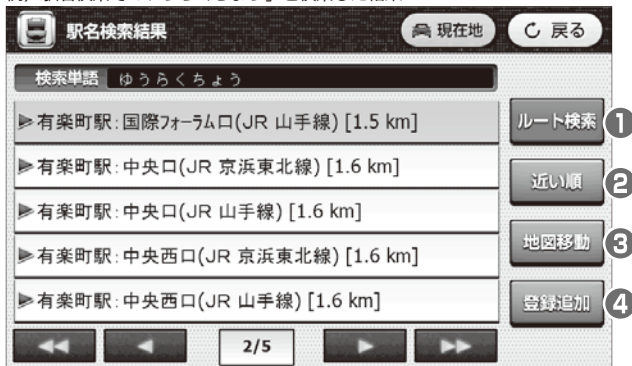 駅名検索結果
現在地
戻る
検索単語 ゆうらくちょう
有楽町駅:国際フォーラム口(JR 山手線) [1.5 km]
有楽町駅:中央口(JR 京浜東北線) [1.6 km]
有楽町駅:中央口(JR 山手線) [1.6 km]
有楽町駅:中央西口(JR 京浜東北線) [1.6 km]
有楽町駅:中央西口(JR 山手線) [1.6 km]
ルート検索 ❶
近い順 ❷
地図移動 ❸
登録追加 ❹
2/5